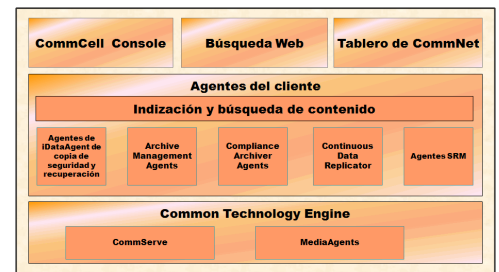 CommCell Console
Búsqueda Web
Tablero de CommNet
Agentes del cliente
Indización y búsqueda de contenido
Agentes de
iDataAgent de
copia de
seguridad y
recuperación
Archive
Management
Agents
Compliance
Archiver
Agents
Continuous
Data
Replicator
Agentes SRM
Common Technology Engine
CommServe
MediaAgents